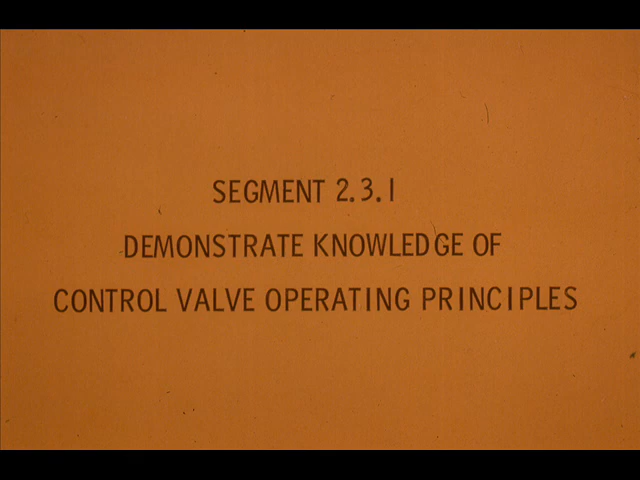 SEGMENT 2.3.1
DEMONSTRATE KNOWLEDGE OF
CONTROL VALVE OPERATING PRINCIPLES